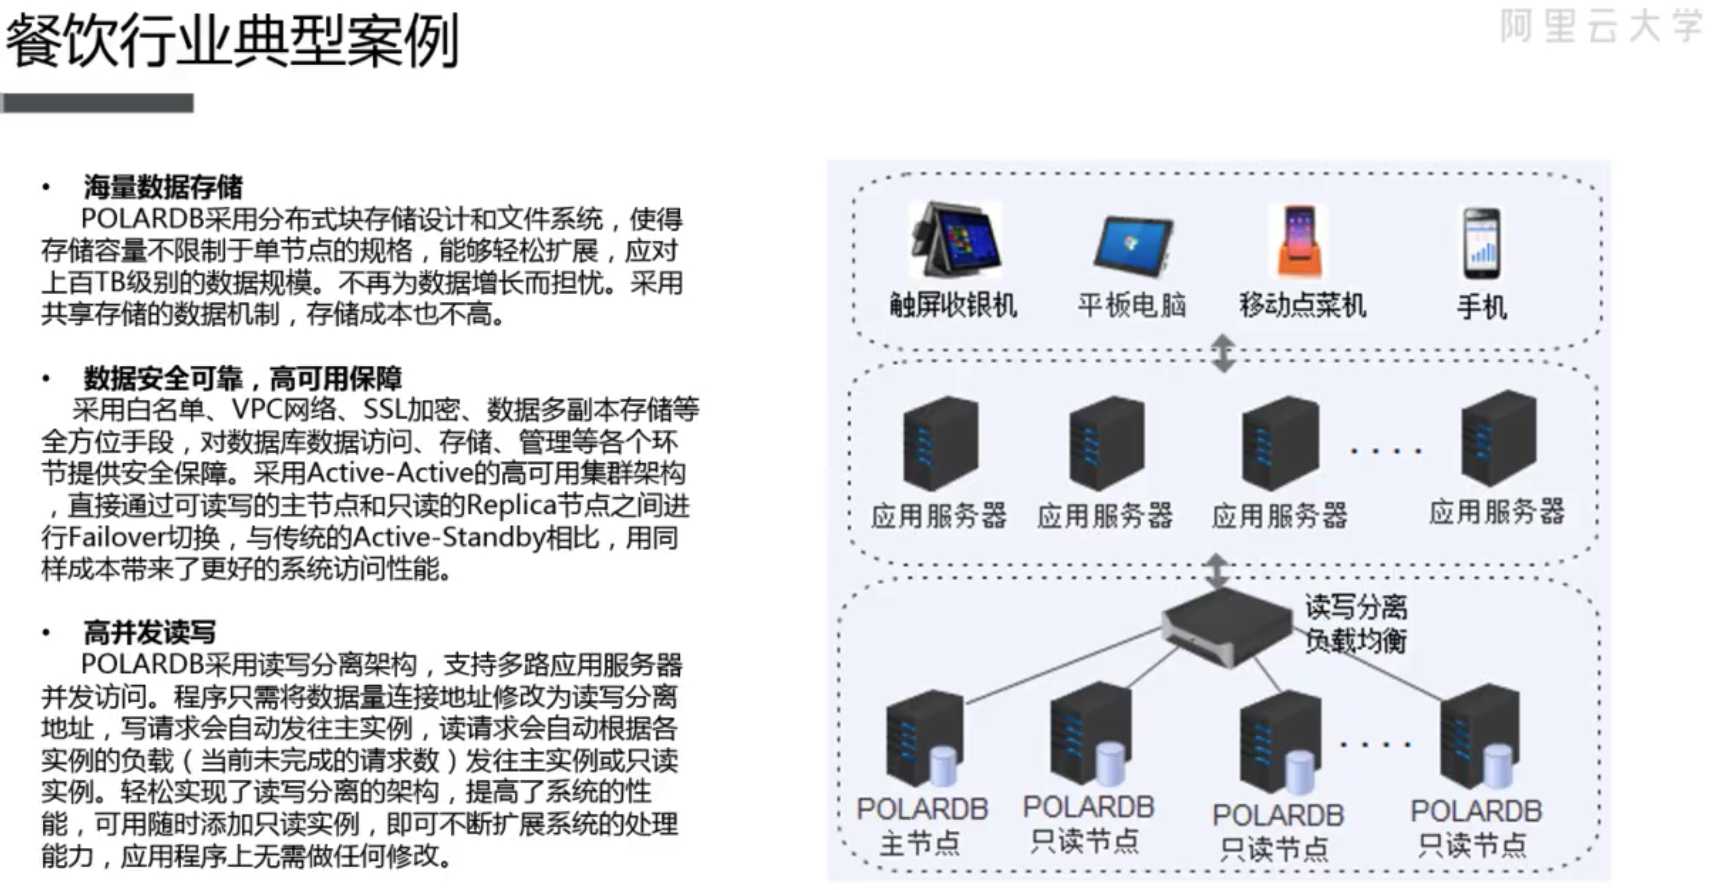 餐饮行业典型案例
阿里云大学
• 海量数据存储
POLARDB采用分布式块存储设计和文件系统，使得
存储容量不限制于单节点的规格，能够轻松扩展，应对
上百TB级别的数据规模。不再为数据增长而担忧。采用
共享存储的数据机制，存储成本也不高。
• 数据安全可靠，高可用保障
采用白名单、VPC网络、SSL加密、数据多副本存储等
全方位手段，对数据库数据访问、存储、管理等各个环
节提供安全保障。采用Active-Active的高可用集群架构
，直接通过可读写的主节点和只读的Replica节点之间进
行Failover切换，与传统的Active-Standby相比，用同
样成本带来了更好的系统访问性能。
• 高并发读写
POLARDB采用读写分离架构，支持多路应用服务器
并发访问。程序只需将数据量连接地址修改为读写分离
地址，写请求会自动发往主实例，读请求会自动根据各
实例的负载（当前未完成的请求数）发往主实例或只读
实例。轻松实现了读写分离的架构，提高了系统的性
能，可用随时添加只读实例，即可不断扩展系统的处理
能力，应用程序上无需做任何修改。
触屏收银机 平板电脑 移动点菜机 手机
应用服务器 应用服务器 应用服务器 应用服务器
读写分离
负载均衡
POLARDB POLARDB POLARDB POLARDB
主节点 只读节点 只读节点 只读节点